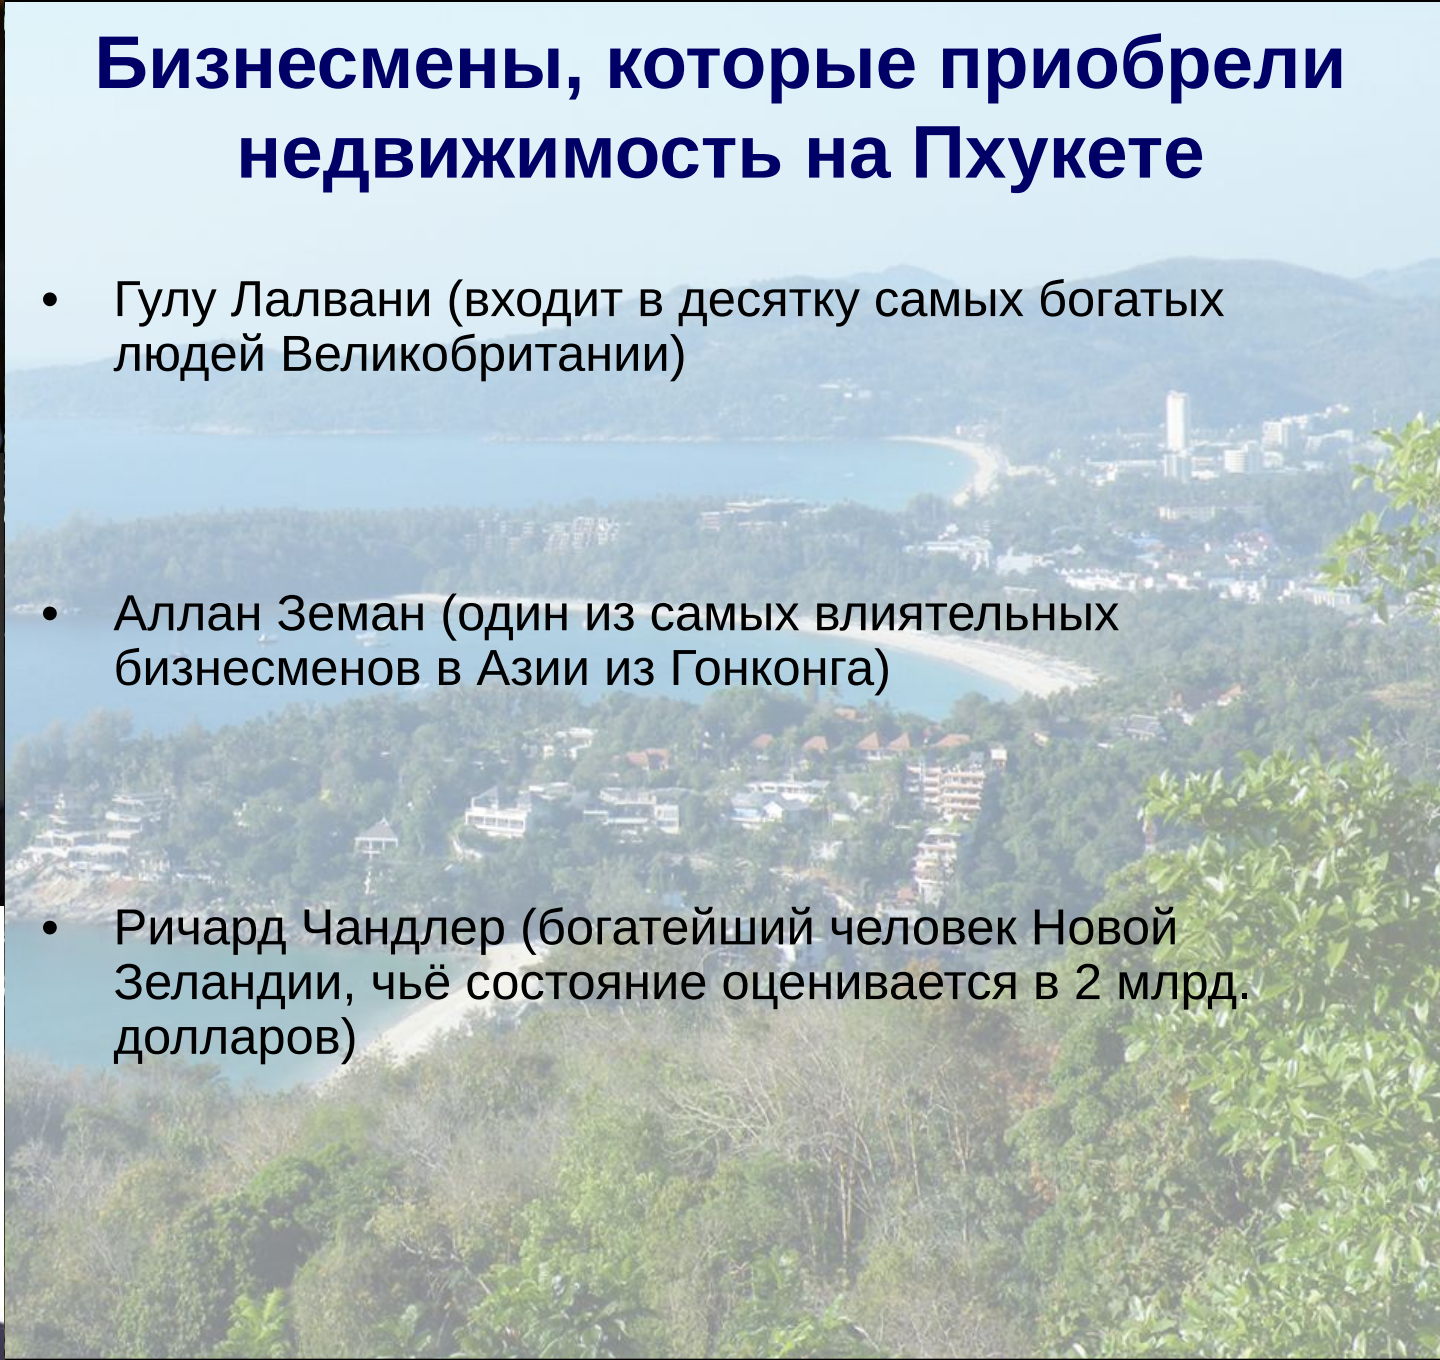 Бизнесмены, которые приобрели
недвижимость на Пхукете
• Гулу Лалвани (входит в десятку самых богатых
людей Великобритании)
• Аллан Земан (один из самых влиятельных
бизнесменов в Азии из Гонконга)
• Ричард Чандлер (богатейший человек Новой
Зеландии, чьё состояние оценивается в 2 млрд.
долларов)